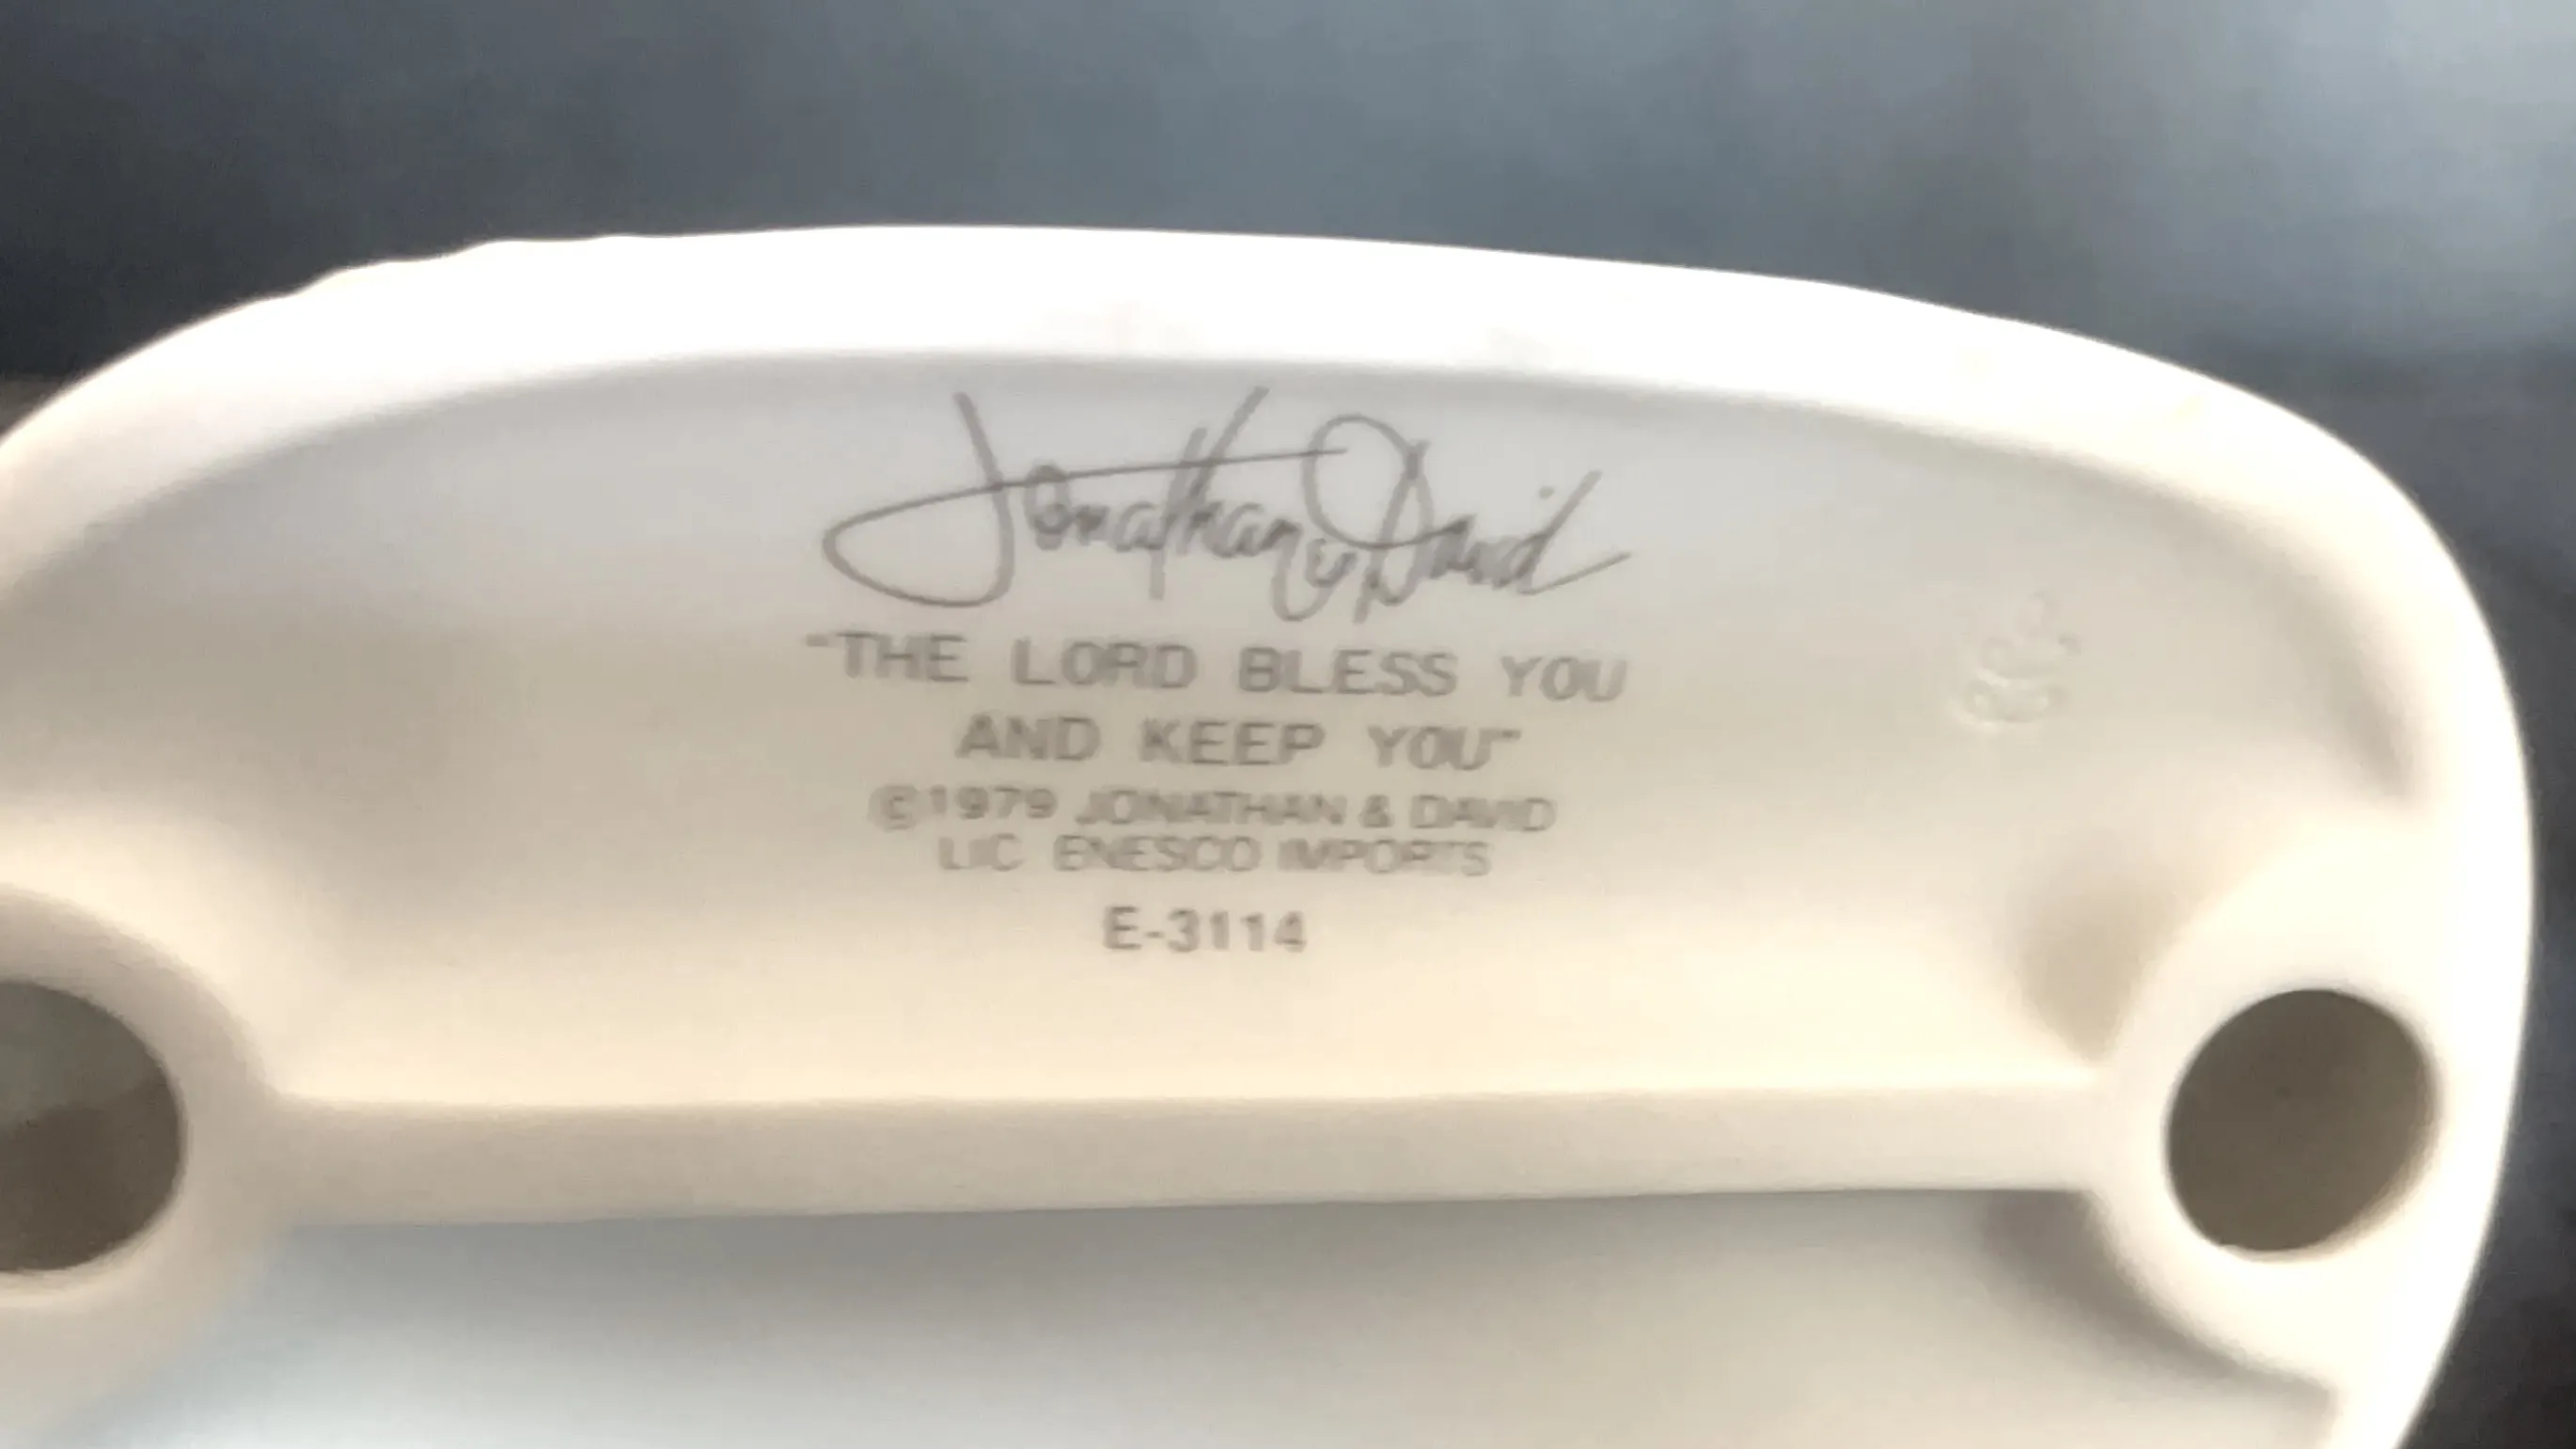 Jonathan & David
"THE LORD BLESS YOU
AND KEEP YOU"
©1979 JONATHAN & DAVID
LIC ENESCO IMPORTS
E-3114